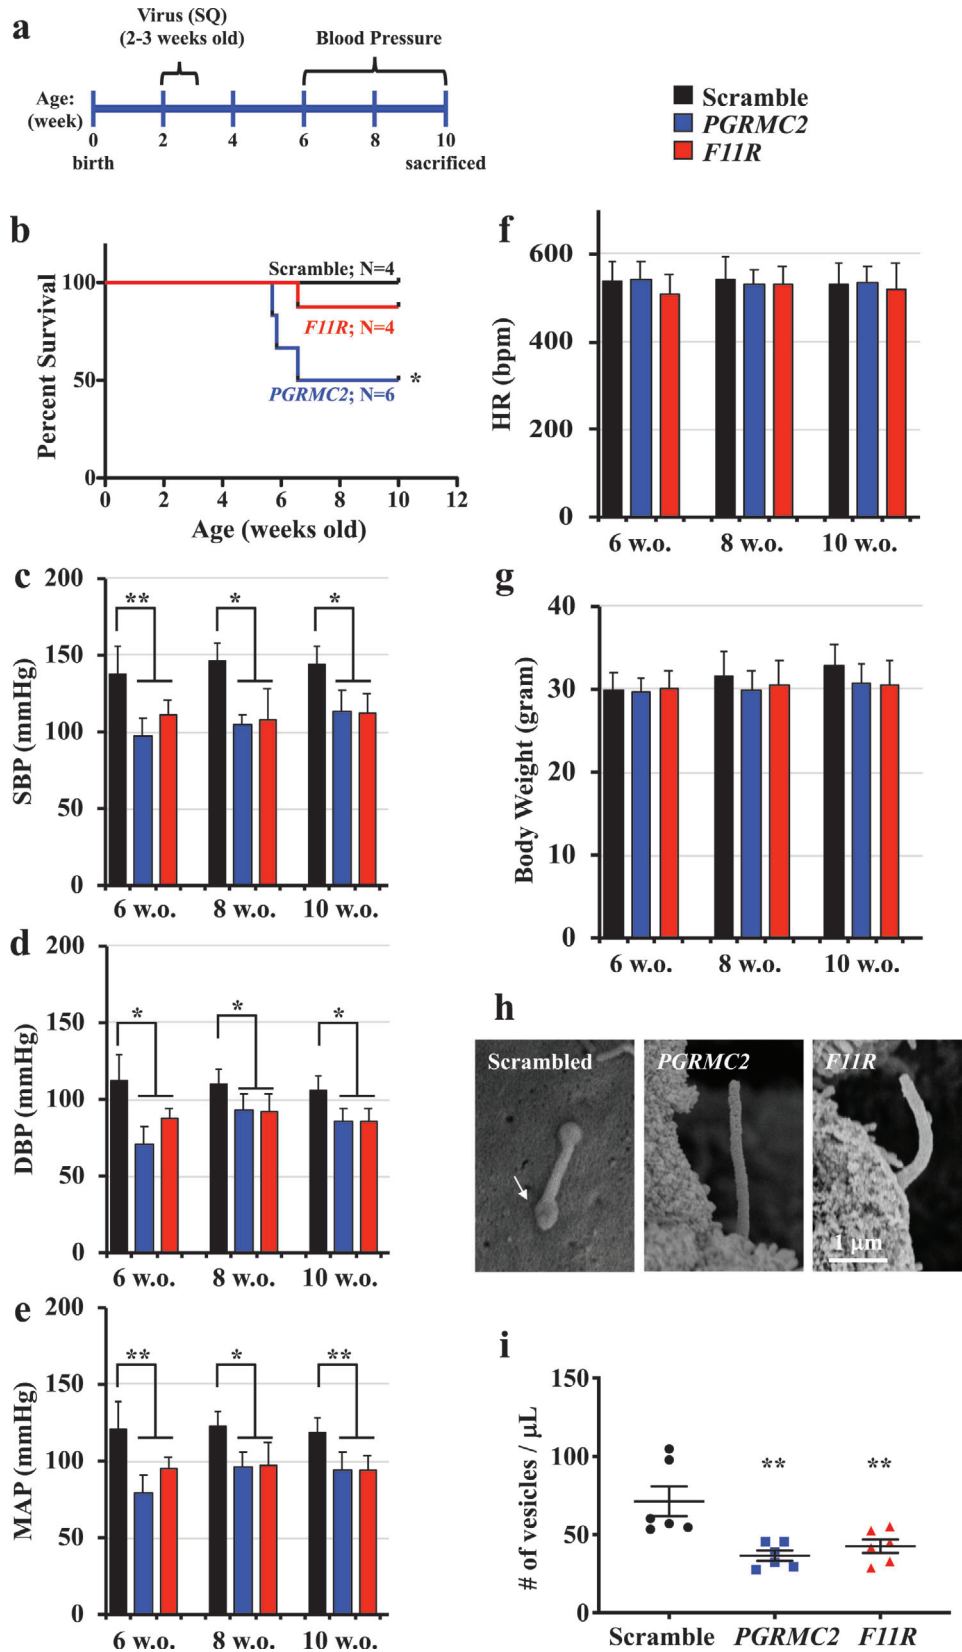 a
Virus (SQ)
(2-3 weeks old)
Blood Pressure
Age:
(week)
0 2 4 6 8 10
birth
sacrificed
Scramble
PGRMC2
F11R
b
Percent Survival
100
50
0
Scramble; N=4
F11R; N=4
PGRMC2; N=6
*
0 2 4 6 8 10 12
Age (weeks old)
c
SBP (mmHg)
200
150
100
50
0
** * *
6 w.o. 8 w.o. 10 w.o.
d
DBP (mmHg)
200
150
100
50
0
* * *
6 w.o. 8 w.o. 10 w.o.
e
MAP (mmHg)
200
150
100
50
0
** * **
6 w.o. 8 w.o. 10 w.o.
f
HR (bpm)
600
400
200
0
6 w.o. 8 w.o. 10 w.o.
g
Body Weight (gram)
40
30
20
10
0
6 w.o. 8 w.o. 10 w.o.
h
Scrambled
PGRMC2
F11R
1 μm
i
# of vesicles / μL
150
100
50
0
** **
Scramble PGRMC2 F11R